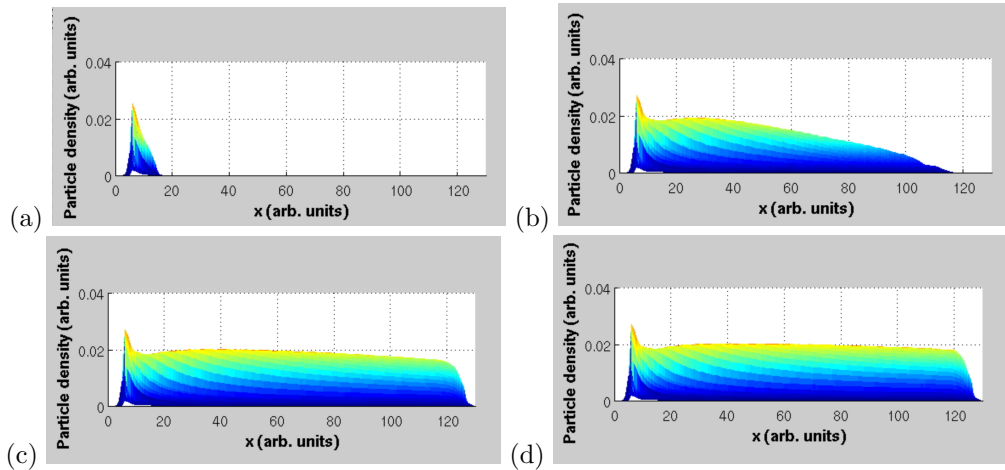 Particle density (arb. units)
0.04
0.02
0
0 20 40 60 80 100 120
x (arb. units)
(a)
Particle density (arb. units)
0.04
0.02
0
0 20 40 60 80 100 120
x (arb. units)
(b)
Particle density (arb. units)
0.04
0.02
0
0 20 40 60 80 100 120
x (arb. units)
(c)
Particle density (arb. units)
0.04
0.02
0
0 20 40 60 80 100 120
x (arb. units)
(d)